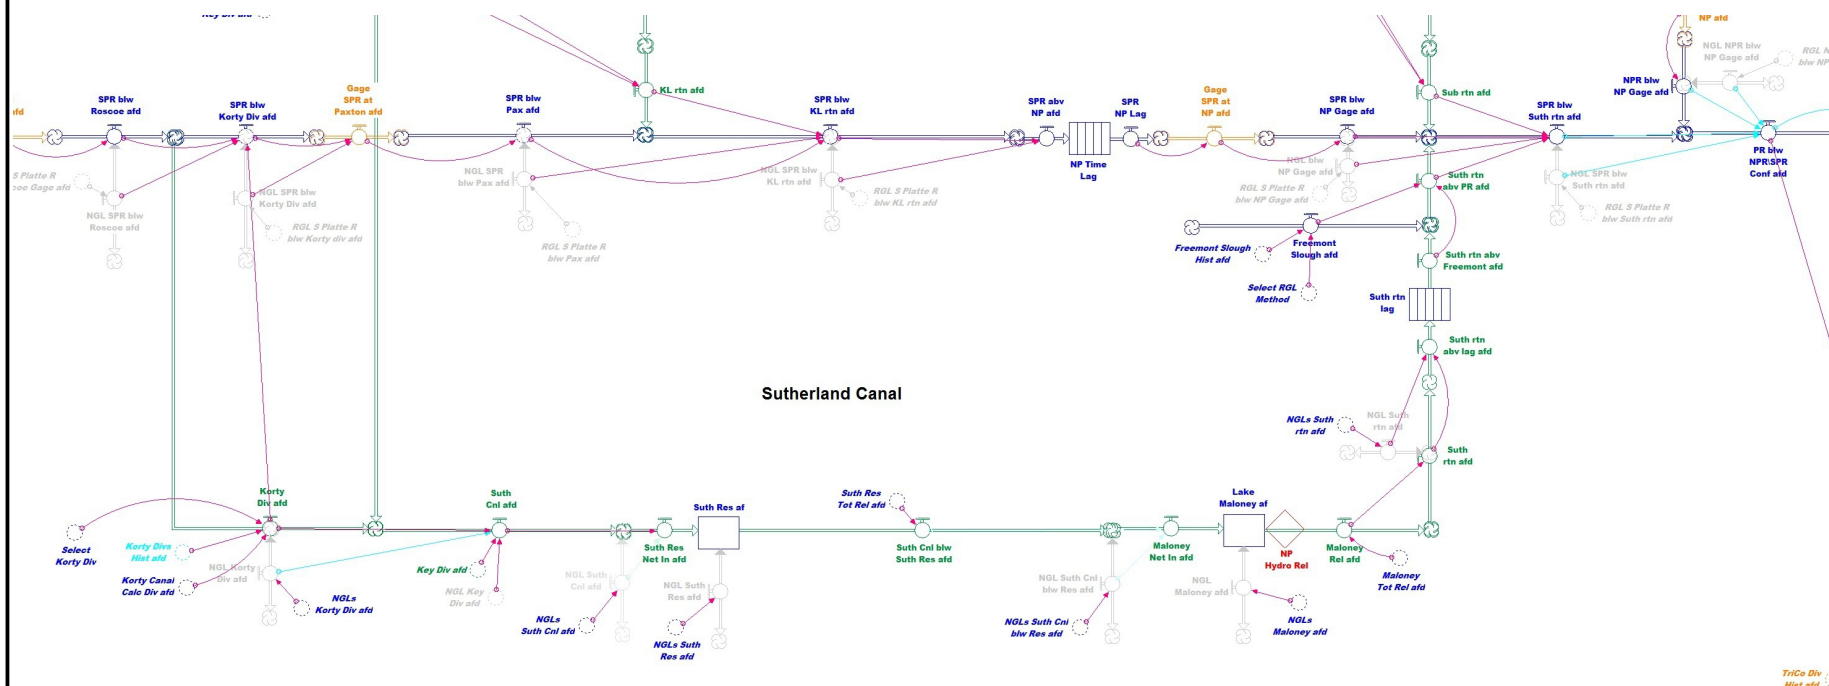 NP afd
NGL NPR blw
NP Gage afd
KL rtn afd
Sub rtn afd
NPR blw
NP Gage afd
SPR blw
Roscoe afd
SPR blw
Korty Div afd
Gage
SPR at
Paxton afd
SPR blw
Pax afd
SPR blw
KL rtn afd
SPR abv
NP afd
SPR
NP Lag
Gage
SPR at
NP afd
SPR blw
NP Gage afd
SPR blw
Suth rtn afd
PR blw
NPR\SPR
Conf afd
NP Time
Lag
S Platte R
NGL SPR blw
Roscoe afd
NGL SPR blw
Korty Div afd
RGL S Platte R
blw Korty div afd
NGL SPR
blw Pax afd
RGL S Platte R
blw Pax afd
NGL SPR blw
KL rtn afd
RGL S Platte R
blw KL rtn afd
NGL blw
NP Gage afd
RGL S Platte R
blw NP Gage afd
Suth rtn
abv PR afd
NGL SPR blw
Suth rtn afd
RGL S Platte R
blw Suth rtn afd
Freemont Slough
Hist afd
Freemont
Slough afd
Select RGL
Method
Suth rtn abv
Freemont afd
Suth rtn
lag
Suth rtn
abv lag afd
Sutherland Canal
NGLs Suth
rtn afd
NGL Suth
rtn afd
Suth
rtn afd
Korty
Div afd
Suth
Cnl afd
Suth Res af
Suth Res
Tot Rel afd
Lake
Maloney af
Select
Korty Div
Korty Divs
Hist afd
Korty Canal
Calc Div afd
NGL Korty
Div afd
NGLs
Korty Div afd
Key Div afd
NGL Key
Div afd
Suth Res
Net In afd
NGL Suth
Cnl afd
NGLs
Suth Cnl afd
NGL Suth
Res afd
NGLs Suth
Res afd
Suth Cnl blw
Suth Res afd
NGL Suth Cnl
blw Res afd
NGLs Suth Cnl
blw Res afd
Maloney
Net In afd
NGL
Maloney afd
NGLs
Maloney afd
NP
Hydro Rel
Maloney
Rel afd
Maloney
Tot Rel afd
TriCo Div
Hist afd